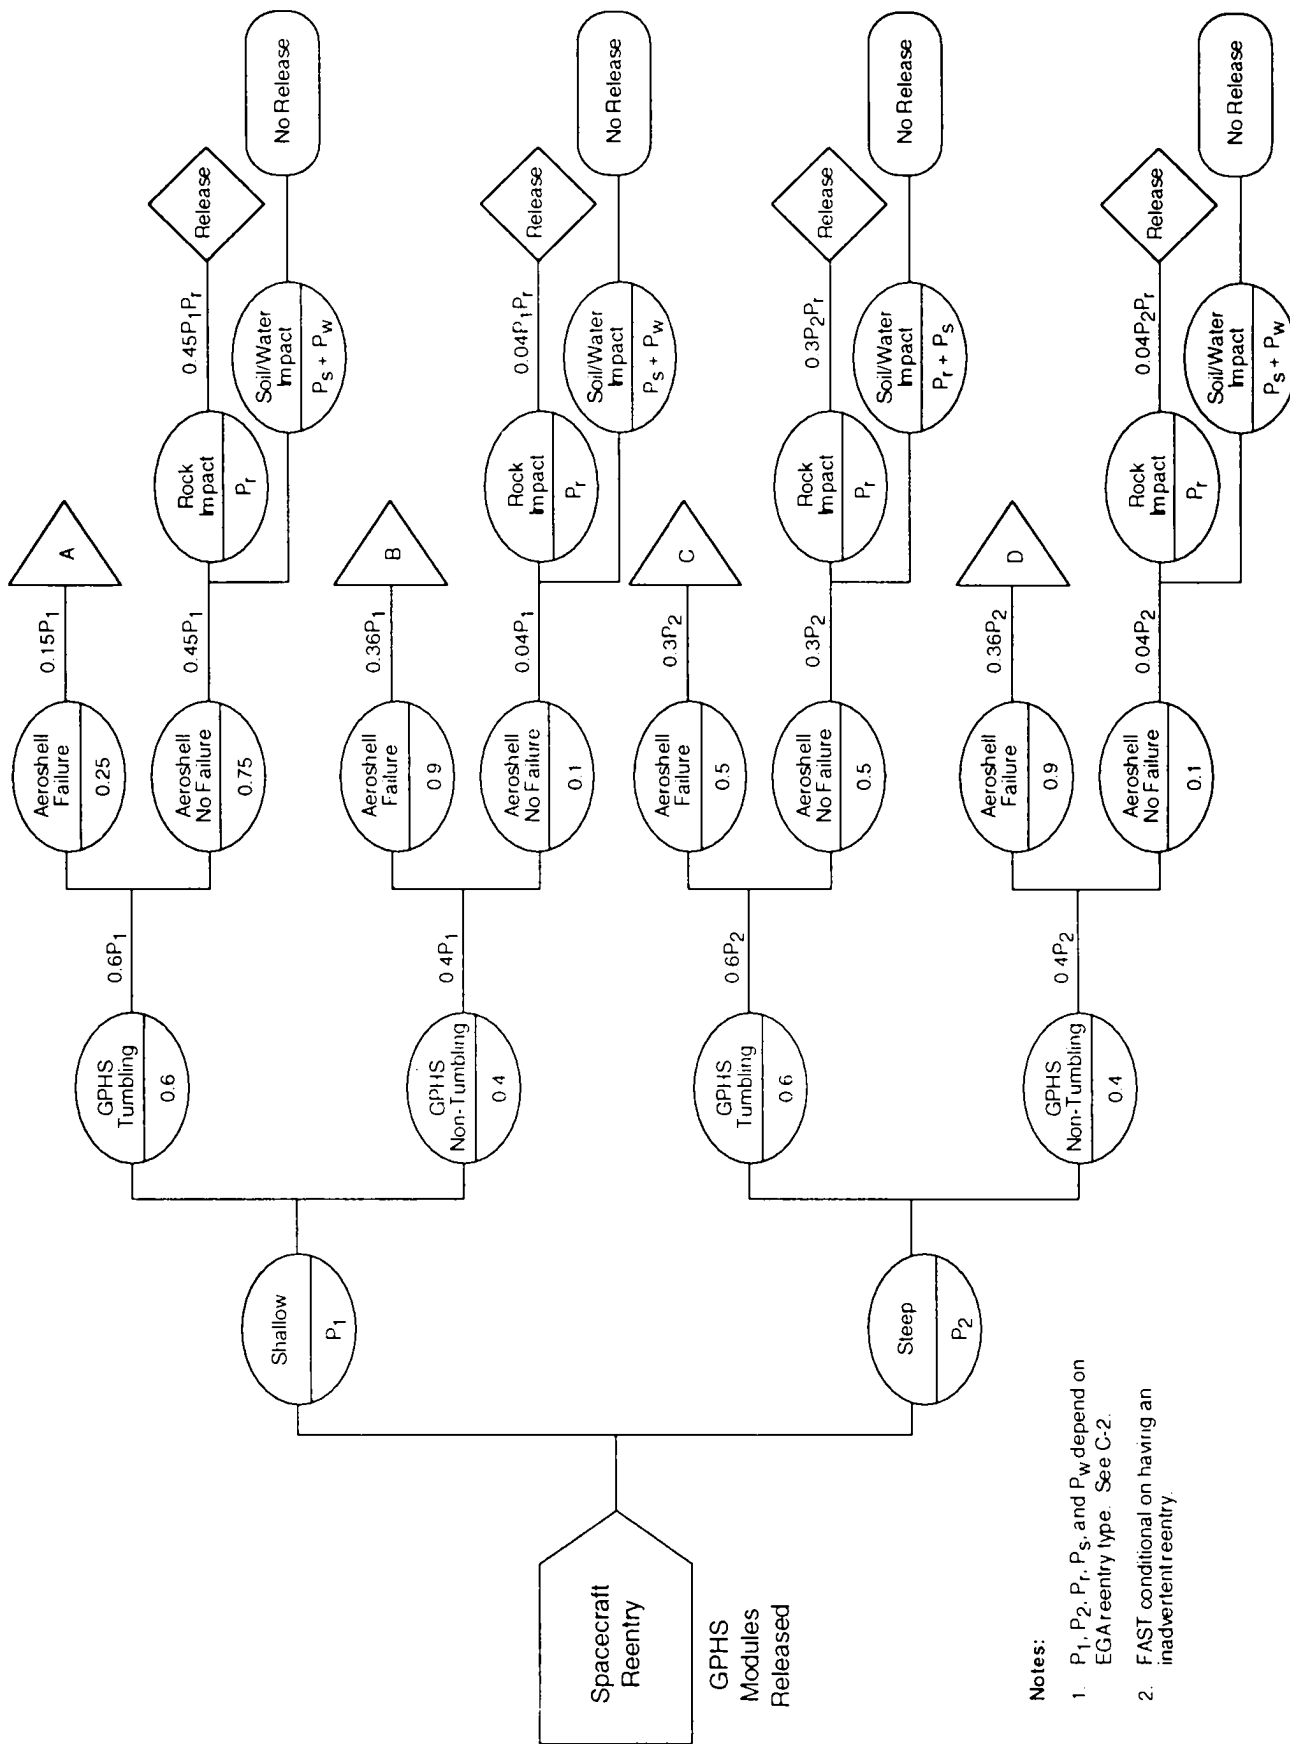 Spacecraft
Reentry
GPHS
Modules
Released
Shallow
P1
Steep
P2
GPHS
Tumbling
0.6
0.6P1
GPHS
Non-Tumbling
0.4
0.4P1
GPHS
Tumbling
0.6
0.6P2
GPHS
Non-Tumbling
0.4
0.4P2
Aeroshell
Failure
0.25
0.15P1
A
Aeroshell
No Failure
0.75
0.45P1
Rock
Impact
Pr
0.45P1Pr
Release
Soil/Water
Impact
Ps + Pw
No Release
Aeroshell
Failure
0.9
0.36P1
B
Aeroshell
No Failure
0.1
0.04P1
Rock
Impact
Pr
0.04P1Pr
Release
Soil/Water
Impact
Ps + Pw
No Release
Aeroshell
Failure
0.5
0.3P2
C
Aeroshell
No Failure
0.5
0.3P2
Rock
Impact
Pr
0.3P2Pr
Release
Soil/Water
Impact
Pr + Ps
No Release
Aeroshell
Failure
0.9
0.36P2
D
Aeroshell
No Failure
0.1
0.04P2
Rock
Impact
Pr
0.04P2Pr
Release
Soil/Water
Impact
Ps + Pw
No Release
Notes:
1. P1, P2, Pr, Ps, and Pw depend on
EGA reentry type. See C-2.
2. FAST conditional on having an
inadvertent reentry.